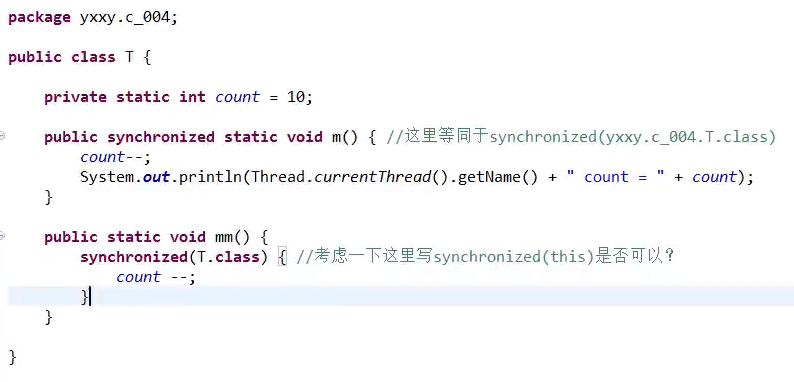 package yxxy.c_004;
public class T {
private static int count = 10;
public synchronized static void m() { //这里等同于synchronized(yxxy.c_004.T.class)
count--;
System.out.println(Thread.currentThread().getName() + " count = " + count);
}
public static void mm() {
synchronized(T.class) { //考虑一下这里写synchronized(this)是否可以？
count --;
}
}
}